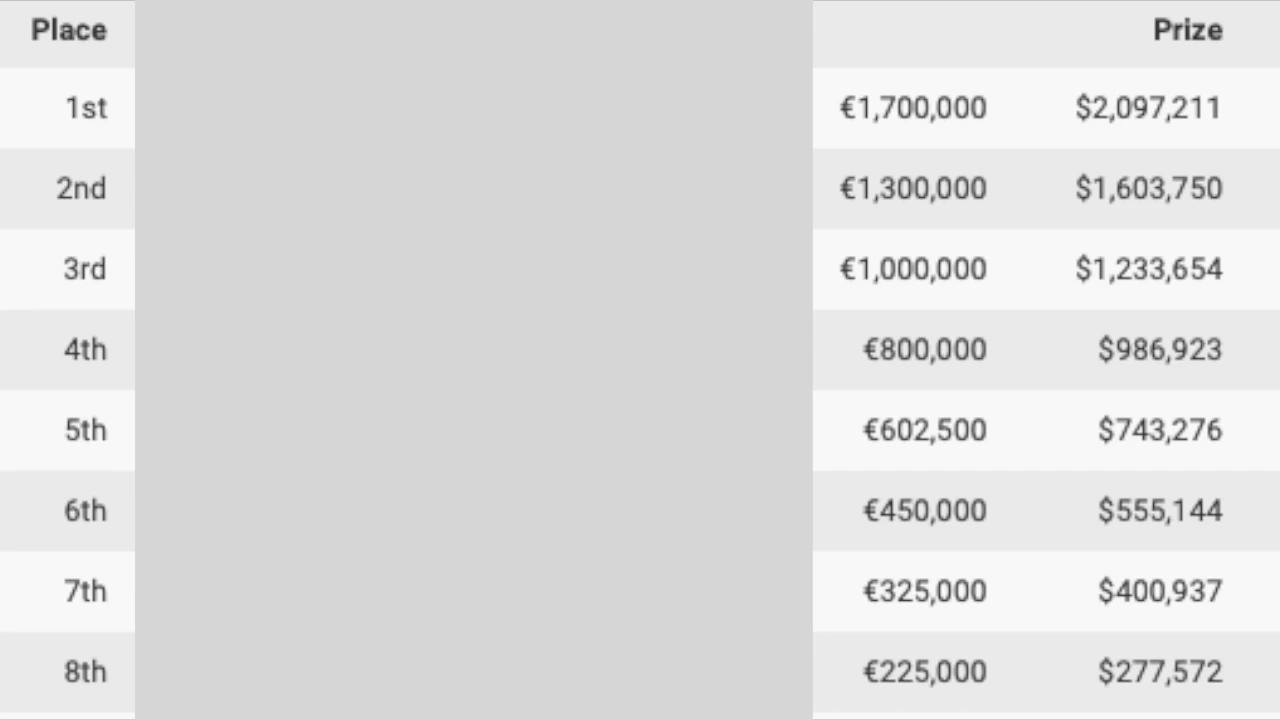 Place Prize
1st €1,700,000 $2,097,211
2nd €1,300,000 $1,603,750
3rd €1,000,000 $1,233,654
4th €800,000 $986,923
5th €602,500 $743,276
6th €450,000 $555,144
7th €325,000 $400,937
8th €225,000 $277,572